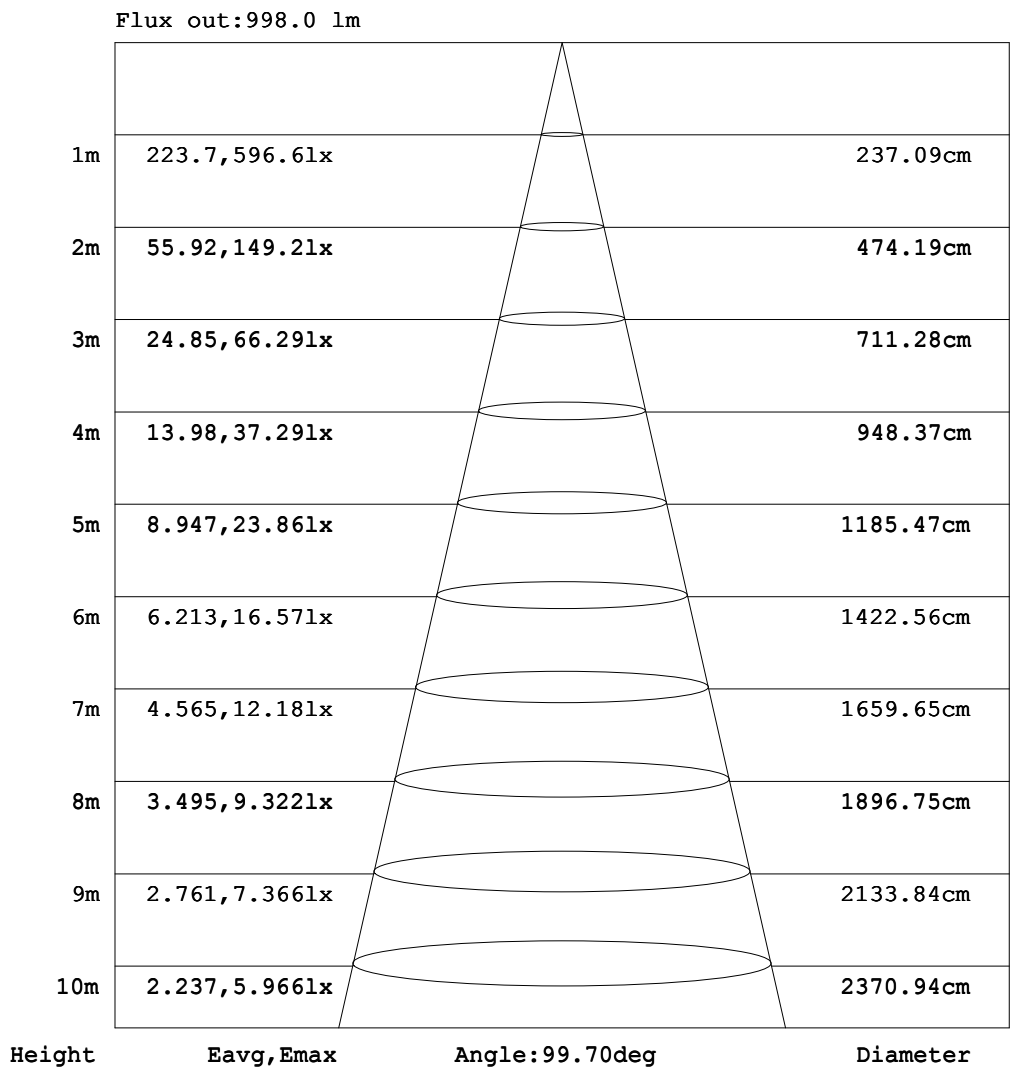 Flux out:998.0 lm
1m 223.7,596.6lx 237.09cm
2m 55.92,149.2lx 474.19cm
3m 24.85,66.29lx 711.28cm
4m 13.98,37.29lx 948.37cm
5m 8.947,23.86lx 1185.47cm
6m 6.213,16.57lx 1422.56cm
7m 4.565,12.18lx 1659.65cm
8m 3.495,9.322lx 1896.75cm
9m 2.761,7.366lx 2133.84cm
10m 2.237,5.966lx 2370.94cm
Height Eavg,Emax Angle:99.70deg Diameter